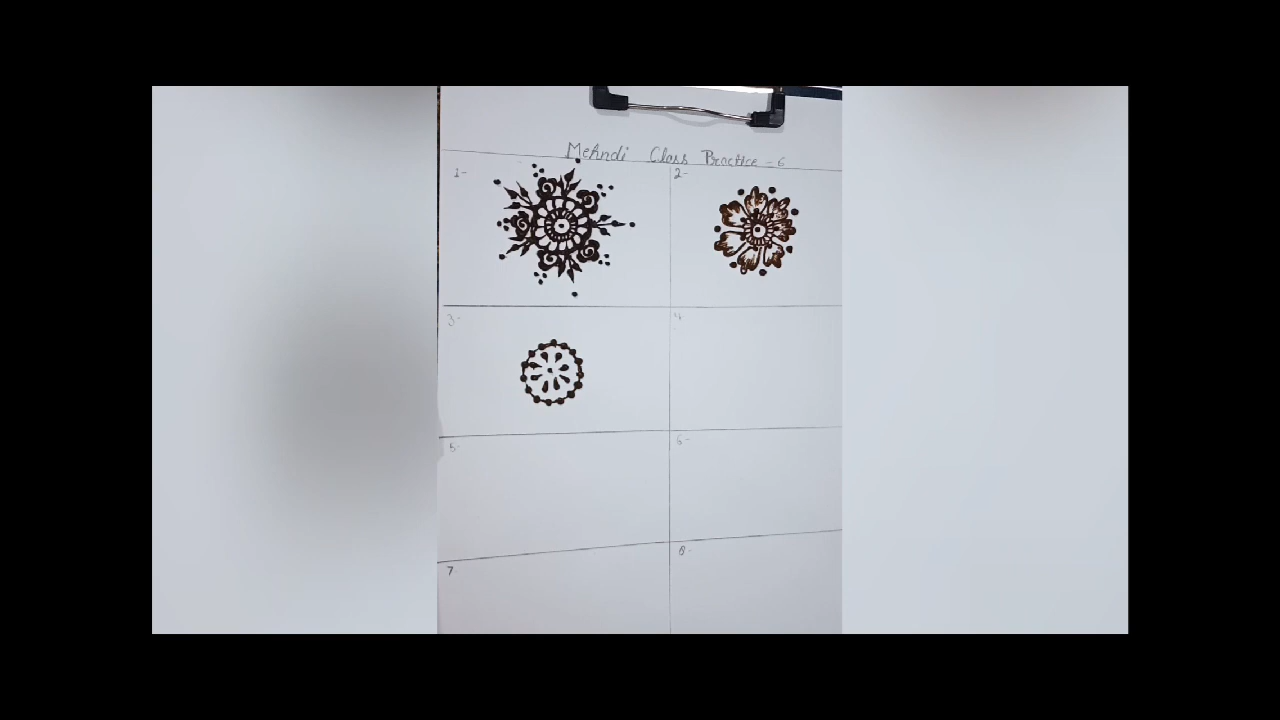 Mehndi Class Practice - 6
1- 2-
3- 4-
5- 6-
7 8-